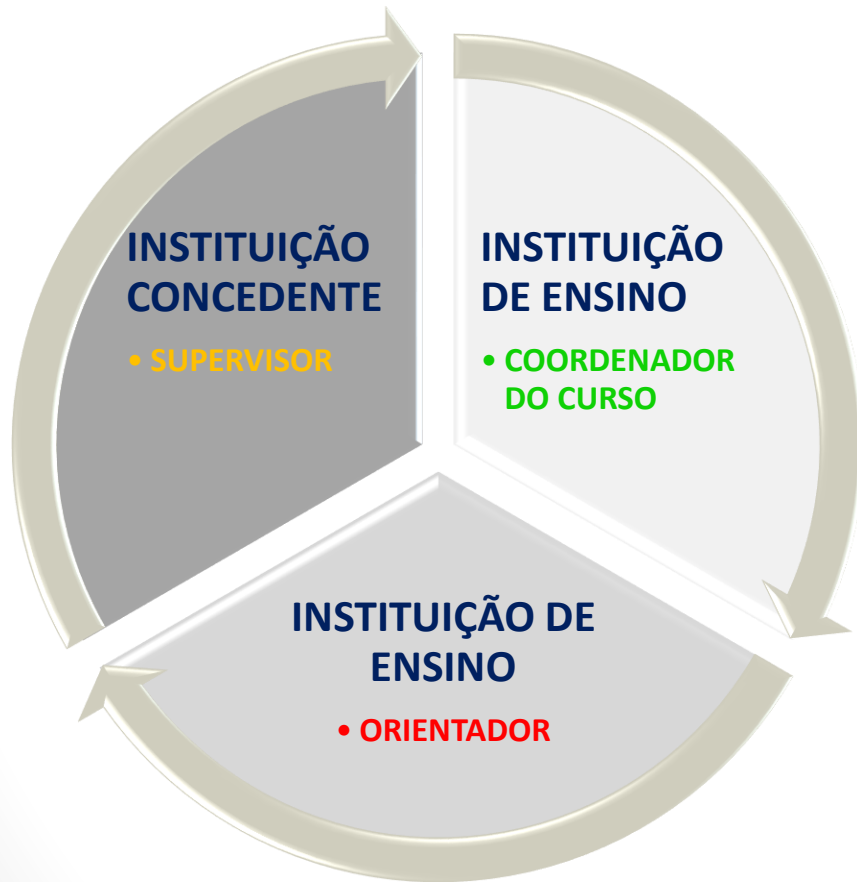 INSTITUIÇÃO
CONCEDENTE
• SUPERVISOR
INSTITUIÇÃO
DE ENSINO
• COORDENADOR
DO CURSO
INSTITUIÇÃO DE
ENSINO
• ORIENTADOR